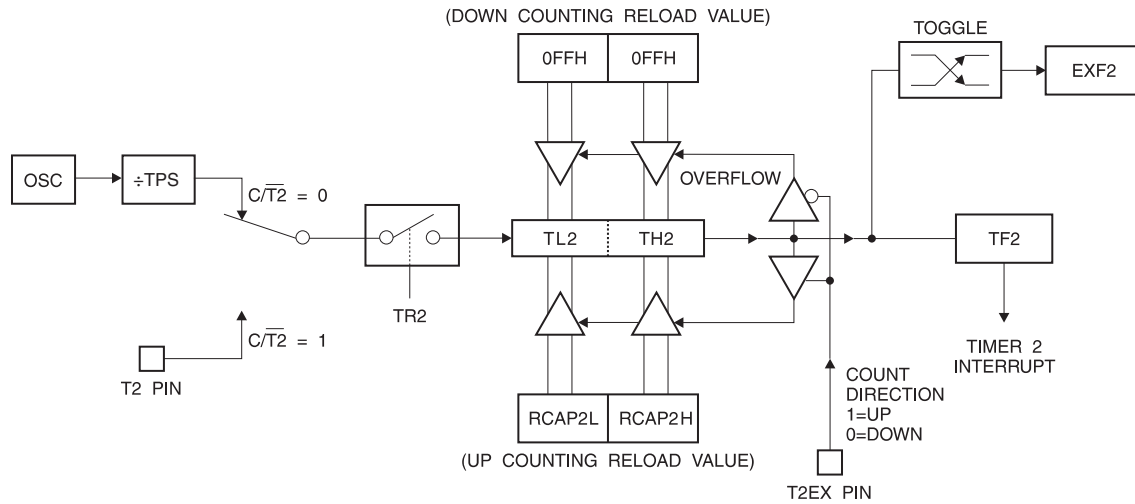 (DOWN COUNTING RELOAD VALUE)
0FFH 0FFH
TOGGLE
EXF2
OSC
÷TPS
C/T2̅ = 0
OVERFLOW
TL2 TH2
TF2
TR2
C/T2̅ = 1
T2 PIN
TIMER 2
INTERRUPT
COUNT
DIRECTION
1=UP
0=DOWN
RCAP2L RCAP2H
(UP COUNTING RELOAD VALUE)
T2EX PIN